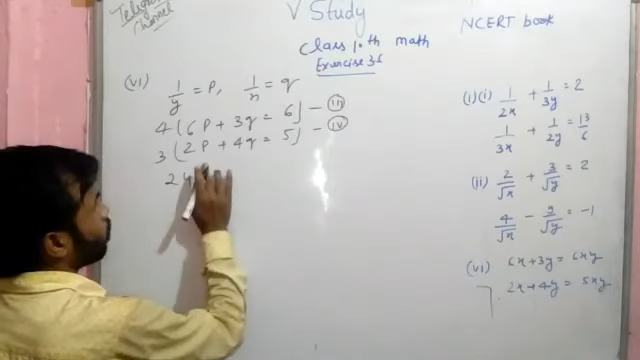 Telegram
Channel
V Study
Class 10th math
Exercise 3.6
NCERT book
(vi) 1/y = P, 1/x = q
4(6P + 3q = 6) — (iii)
3(2P + 4q = 5) — (iv)
24
(1)(i) 1/2x + 1/3y = 2
1/3x + 1/2y = 13/6
(ii) 2/√x + 3/√y = 2
4/√x - 9/√y = -1
(vi) 6x+3y = 6xy
2x+4y = 5xy